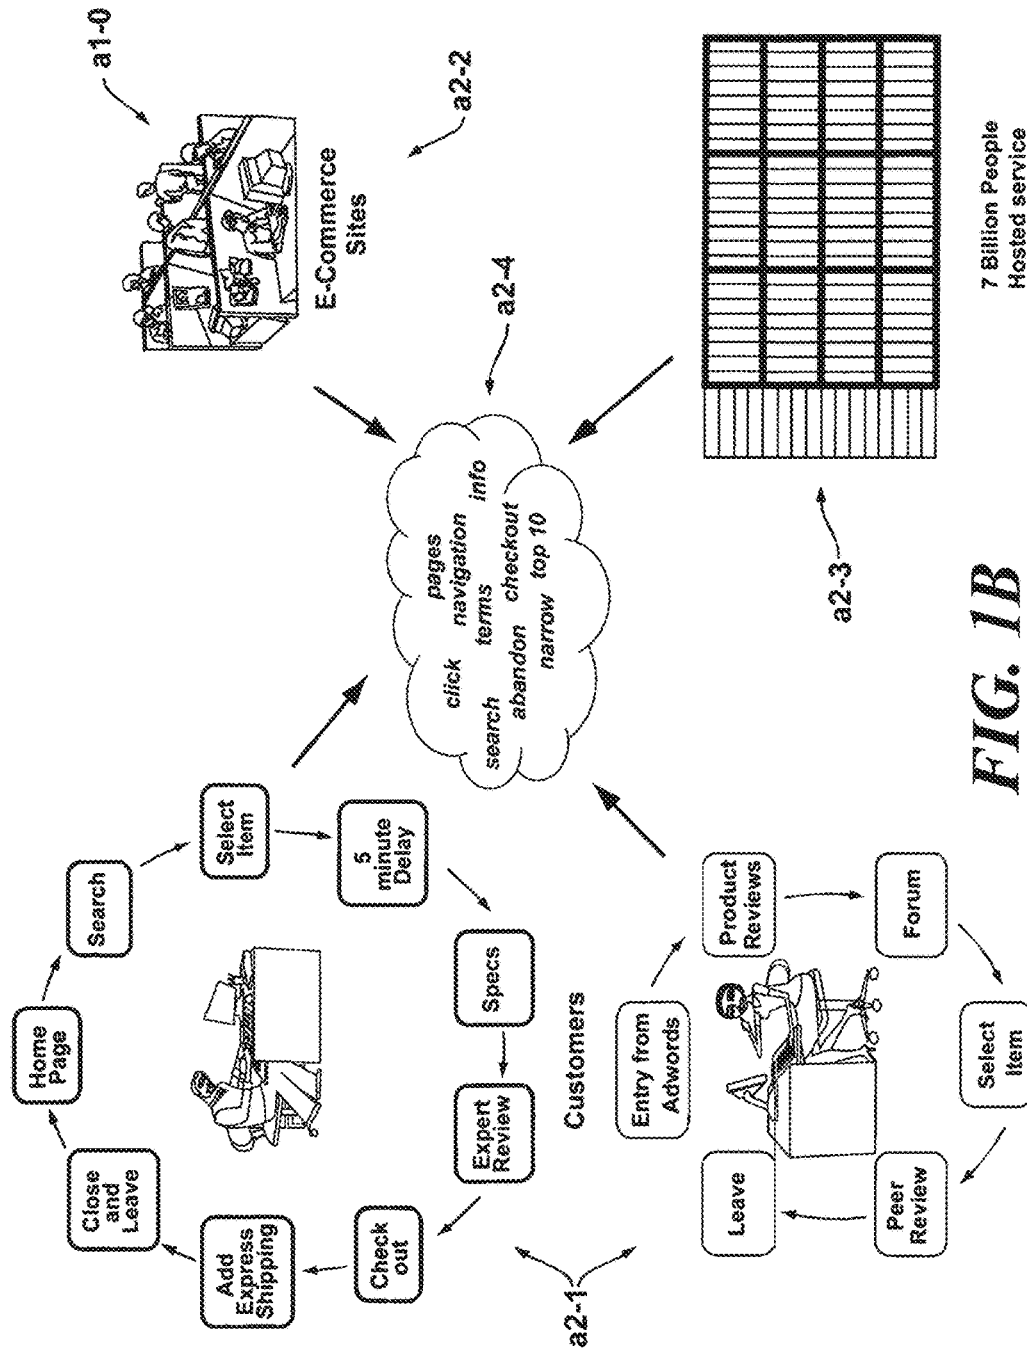 a1-0
E-Commerce
Sites
a2-2
a2-4
Home
Page
Search
Select
Item
5
minute
Delay
Specs
Expert
Review
Check
out
Add
Express
Shipping
Close
and
Leave
pages
click
navigation
info
terms
search
abandon
checkout
narrow
top 10
a2-1
Customers
Entry from
Adwords
Product
Reviews
Forum
Select
Item
Peer
Review
Leave
a2-3
7 Billion People
Hosted service
FIG. 1B